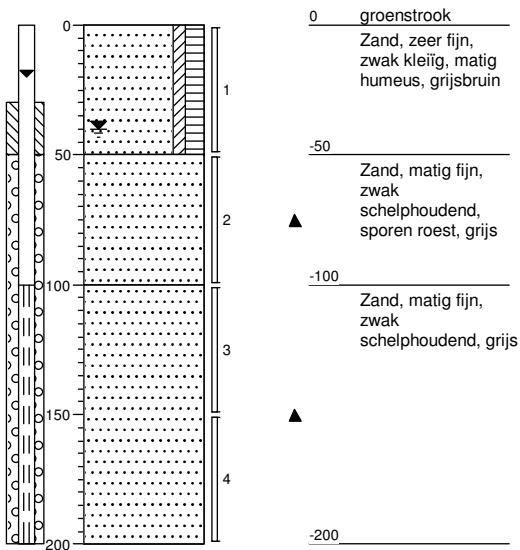 0
50
100
150
200
1
2
3
4
0 groenstrook
Zand, zeer fijn,
zwak kleiïg, matig
humeus, grijsbruin
-50
Zand, matig fijn,
zwak
schelphoudend,
sporen roest, grijs
-100
Zand, matig fijn,
zwak
schelphoudend, grijs
-200